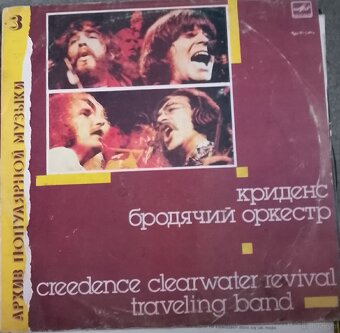 3
АРХИВ ПОПУЛЯРНОЙ МУЗЫКИ
криденс
бродячий оркестр
creedence clearwater revival
traveling band